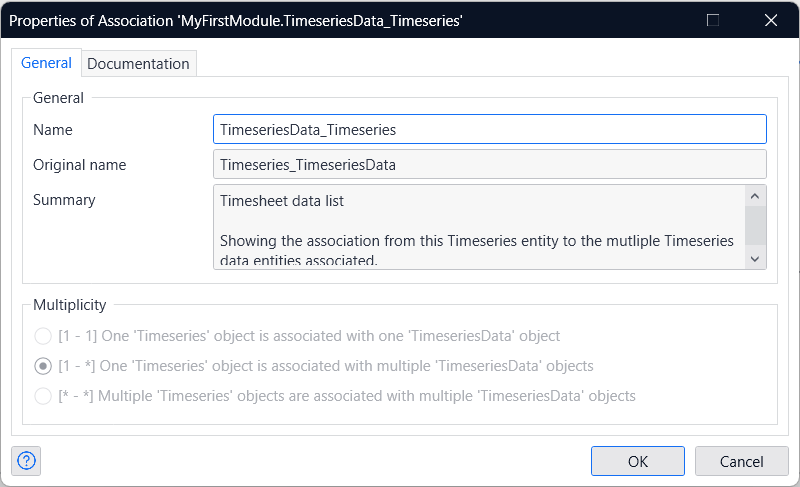 Properties of Association 'MyFirstModule.TimeseriesData_Timeseries'
General
Documentation
General
Name
TimeseriesData_Timeseries
Original name
Timeseries_TimeseriesData
Summary
Timesheet data list
Showing the association from this Timeseries entity to the mutliple Timeseries
data entities associated.
Multiplicity
[1 - 1] One 'Timeseries' object is associated with one 'TimeseriesData' object
[1 - *] One 'Timeseries' object is associated with multiple 'TimeseriesData' objects
[* - *] Multiple 'Timeseries' objects are associated with multiple 'TimeseriesData' objects
?
OK
Cancel